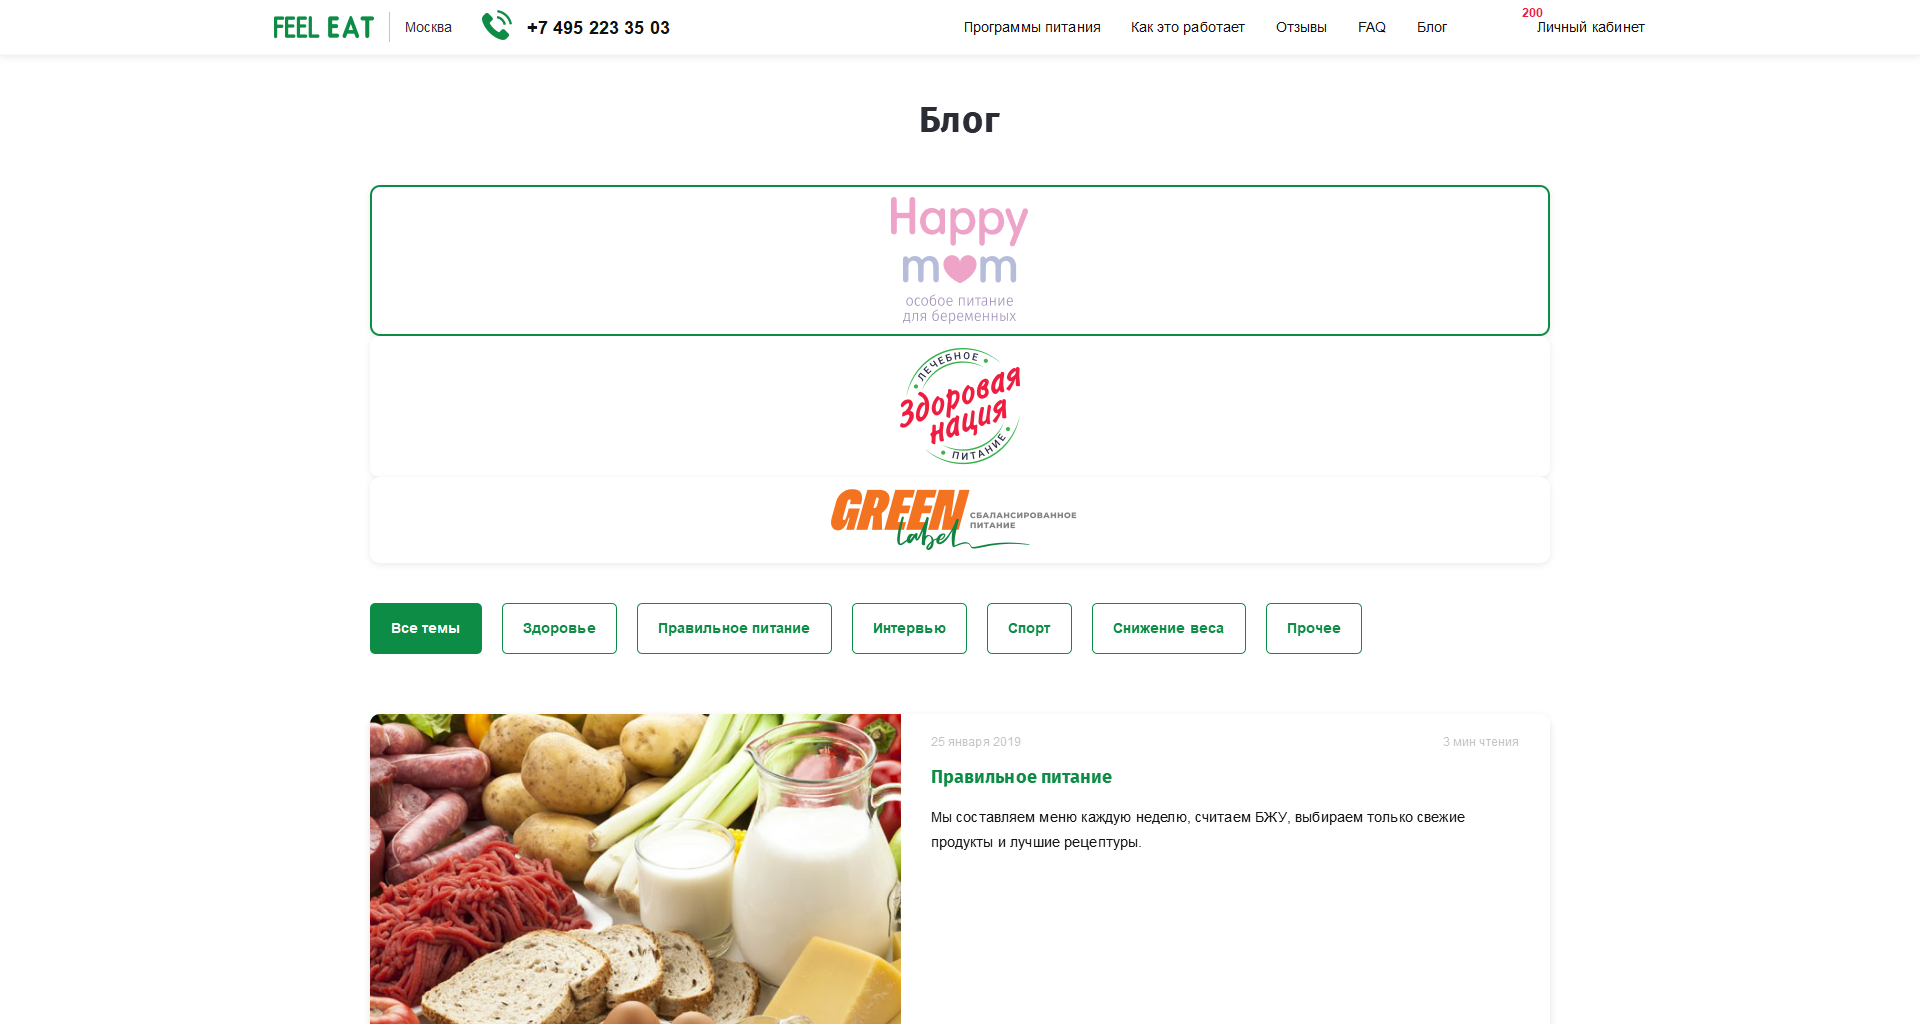 FEEL EAT
Москва
+7 495 223 35 03
Программы питания
Как это работает
Отзывы
FAQ
Блог
200
Личный кабинет
Блог
Happy
mm
особое питание
для беременных
ЛЕЧЕБНОЕ
Здоровая
нация
ПИТАНИЕ
GREEN
label
СБАЛАНСИРОВАННОЕ
ПИТАНИЕ
Все темы
Здоровье
Правильное питание
Интервью
Спорт
Снижение веса
Прочее
25 января 2019
3 мин чтения
Правильное питание
Мы составляем меню каждую неделю, считаем БЖУ, выбираем только свежие
продукты и лучшие рецептуры.